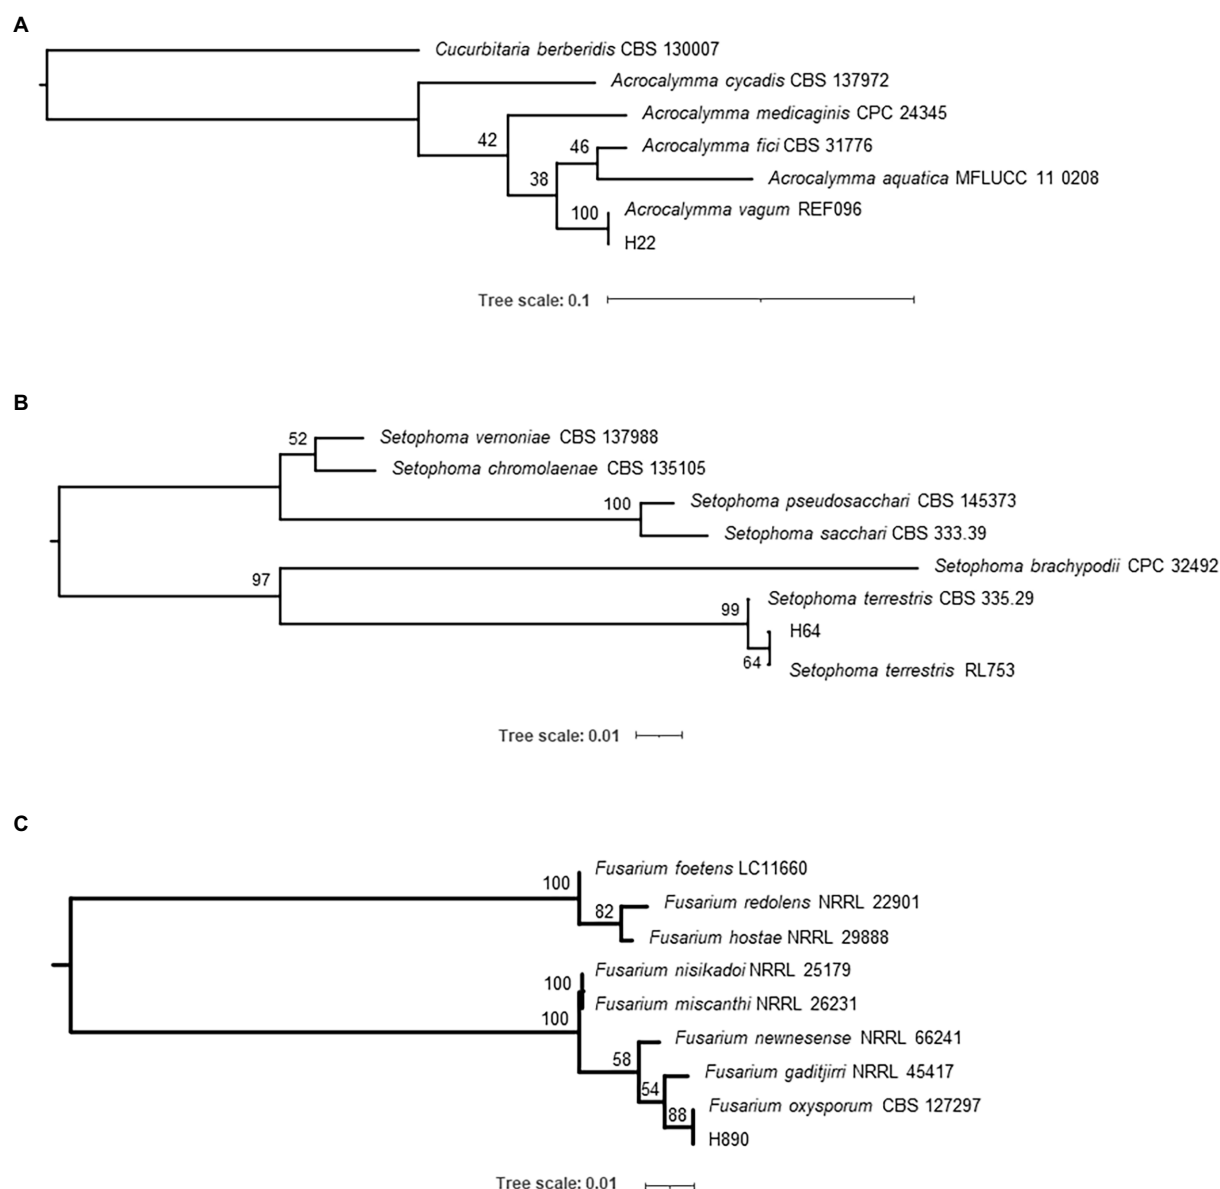 A
Cucurbitaria berberidis CBS 130007
Acrocalymma cycadis CBS 137972
Acrocalymma medicaginis CPC 24345
42
46
Acrocalymma fici CBS 31776
38
Acrocalymma aquatica MFLUCC 11 0208
100
Acrocalymma vagum REF096
H22
Tree scale: 0.1
B
52
Setophoma vernoniae CBS 137988
Setophoma chromolaenae CBS 135105
100
Setophoma pseudosacchari CBS 145373
Setophoma sacchari CBS 333.39
97
Setophoma brachypodii CPC 32492
99
Setophoma terrestris CBS 335.29
H64
64
Setophoma terrestris RL753
Tree scale: 0.01
C
Fusarium foetens LC11660
100
82
Fusarium redolens NRRL 22901
Fusarium hostae NRRL 29888
Fusarium nisikadoi NRRL 25179
100
Fusarium miscanthi NRRL 26231
100
Fusarium newnesense NRRL 66241
58
Fusarium gaditjirri NRRL 45417
54
Fusarium oxysporum CBS 127297
88
H890
Tree scale: 0.01